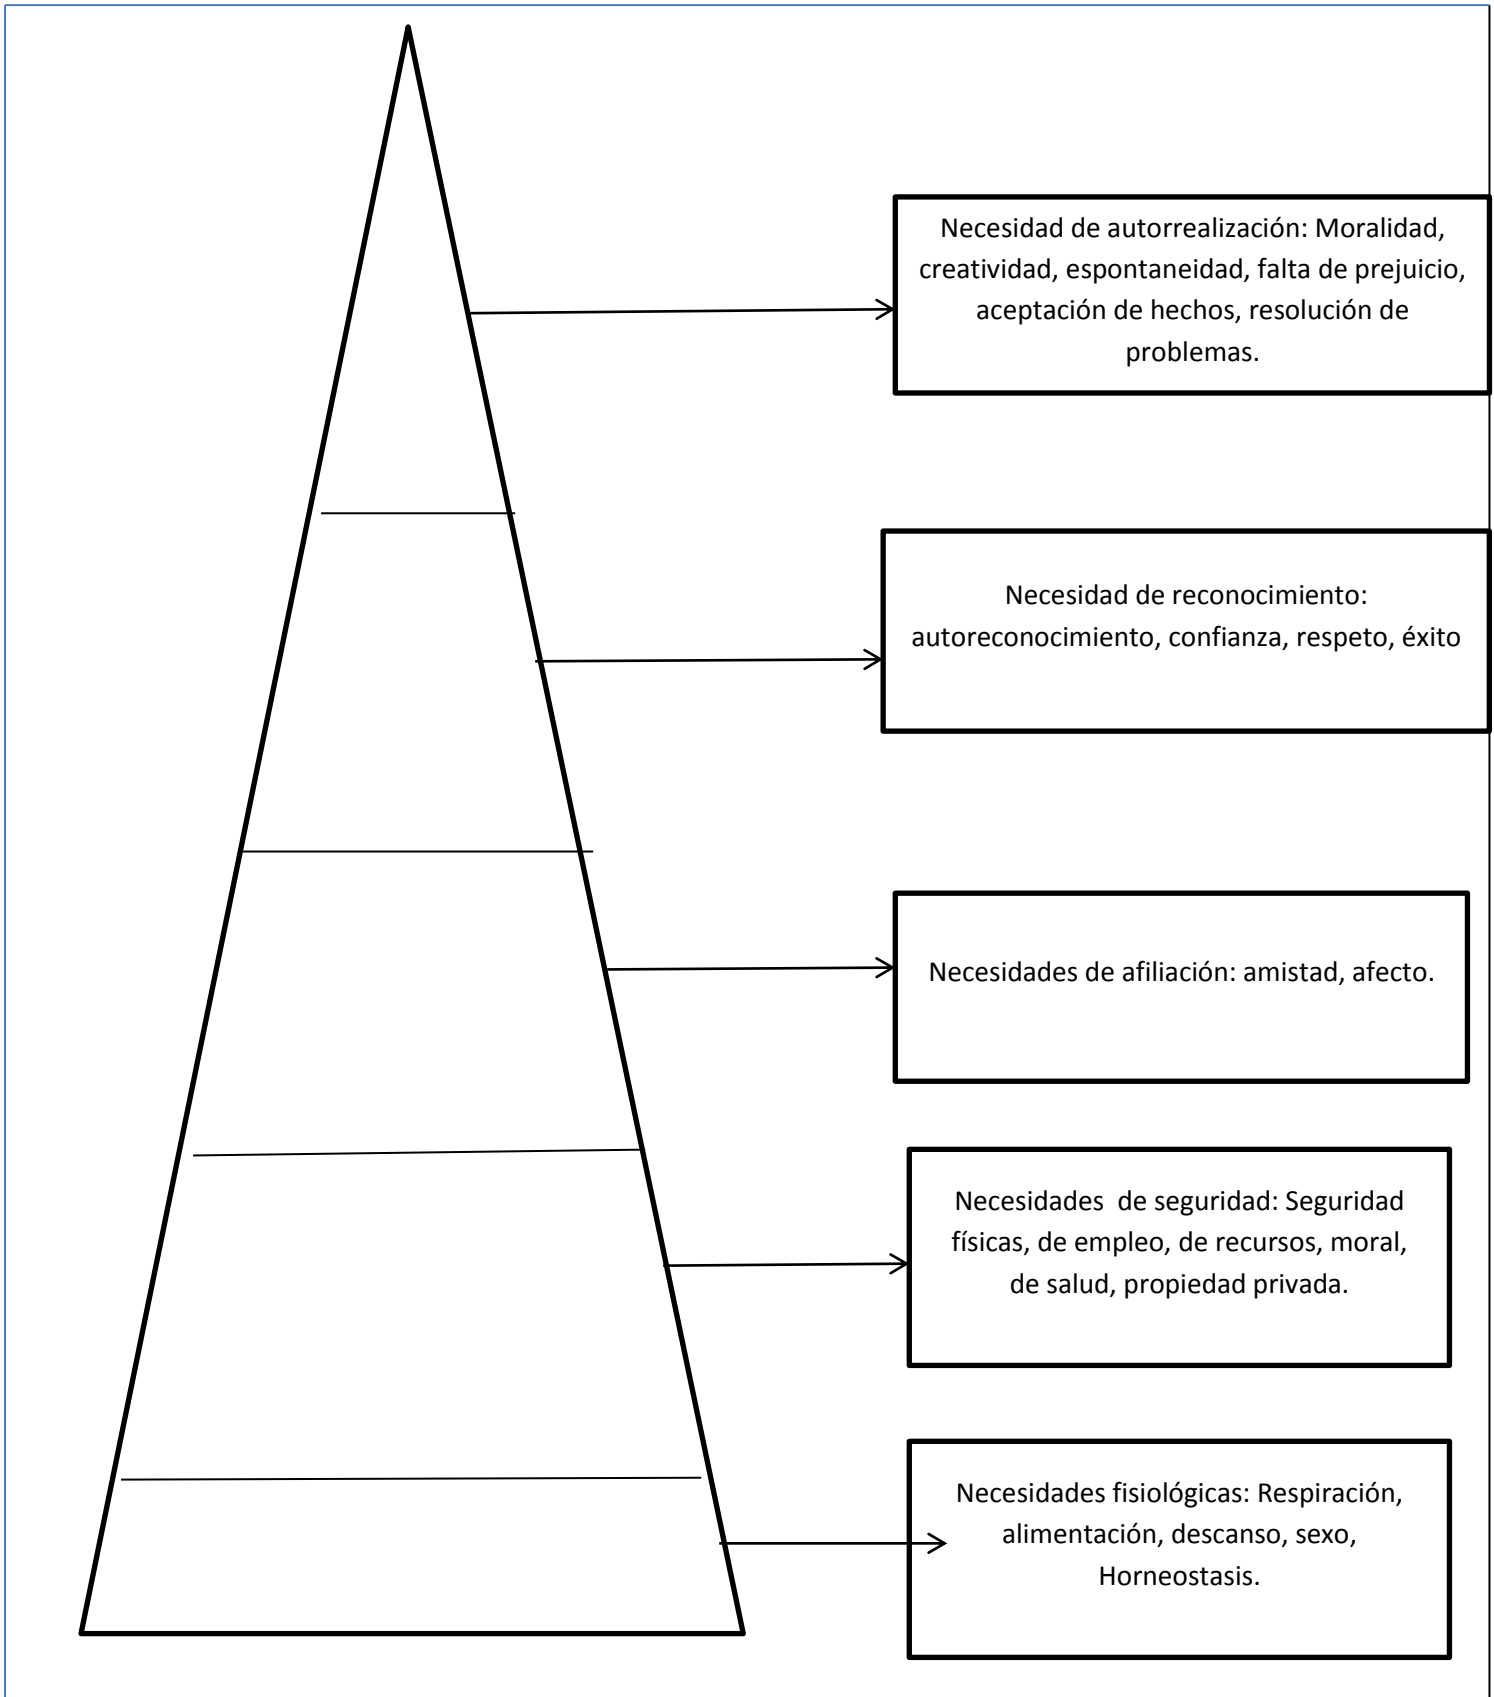 Necesidad de autorrealización: Moralidad,
creatividad, espontaneidad, falta de prejuicio,
aceptación de hechos, resolución de
problemas.
Necesidad de reconocimiento:
autoreconocimiento, confianza, respeto, éxito
Necesidades de afiliación: amistad, afecto.
Necesidades  de seguridad: Seguridad
físicas, de empleo, de recursos, moral,
de salud, propiedad privada.
Necesidades fisiológicas: Respiración,
alimentación, descanso, sexo,
Horneostasis.